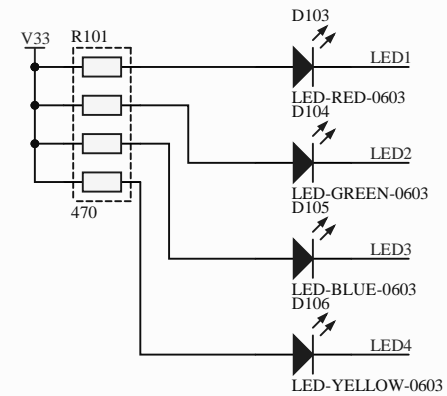 D103
V33
R101
LED1
LED-RED-0603
D104
LED2
LED-GREEN-0603
D105
470
LED3
LED-BLUE-0603
D106
LED4
LED-YELLOW-0603